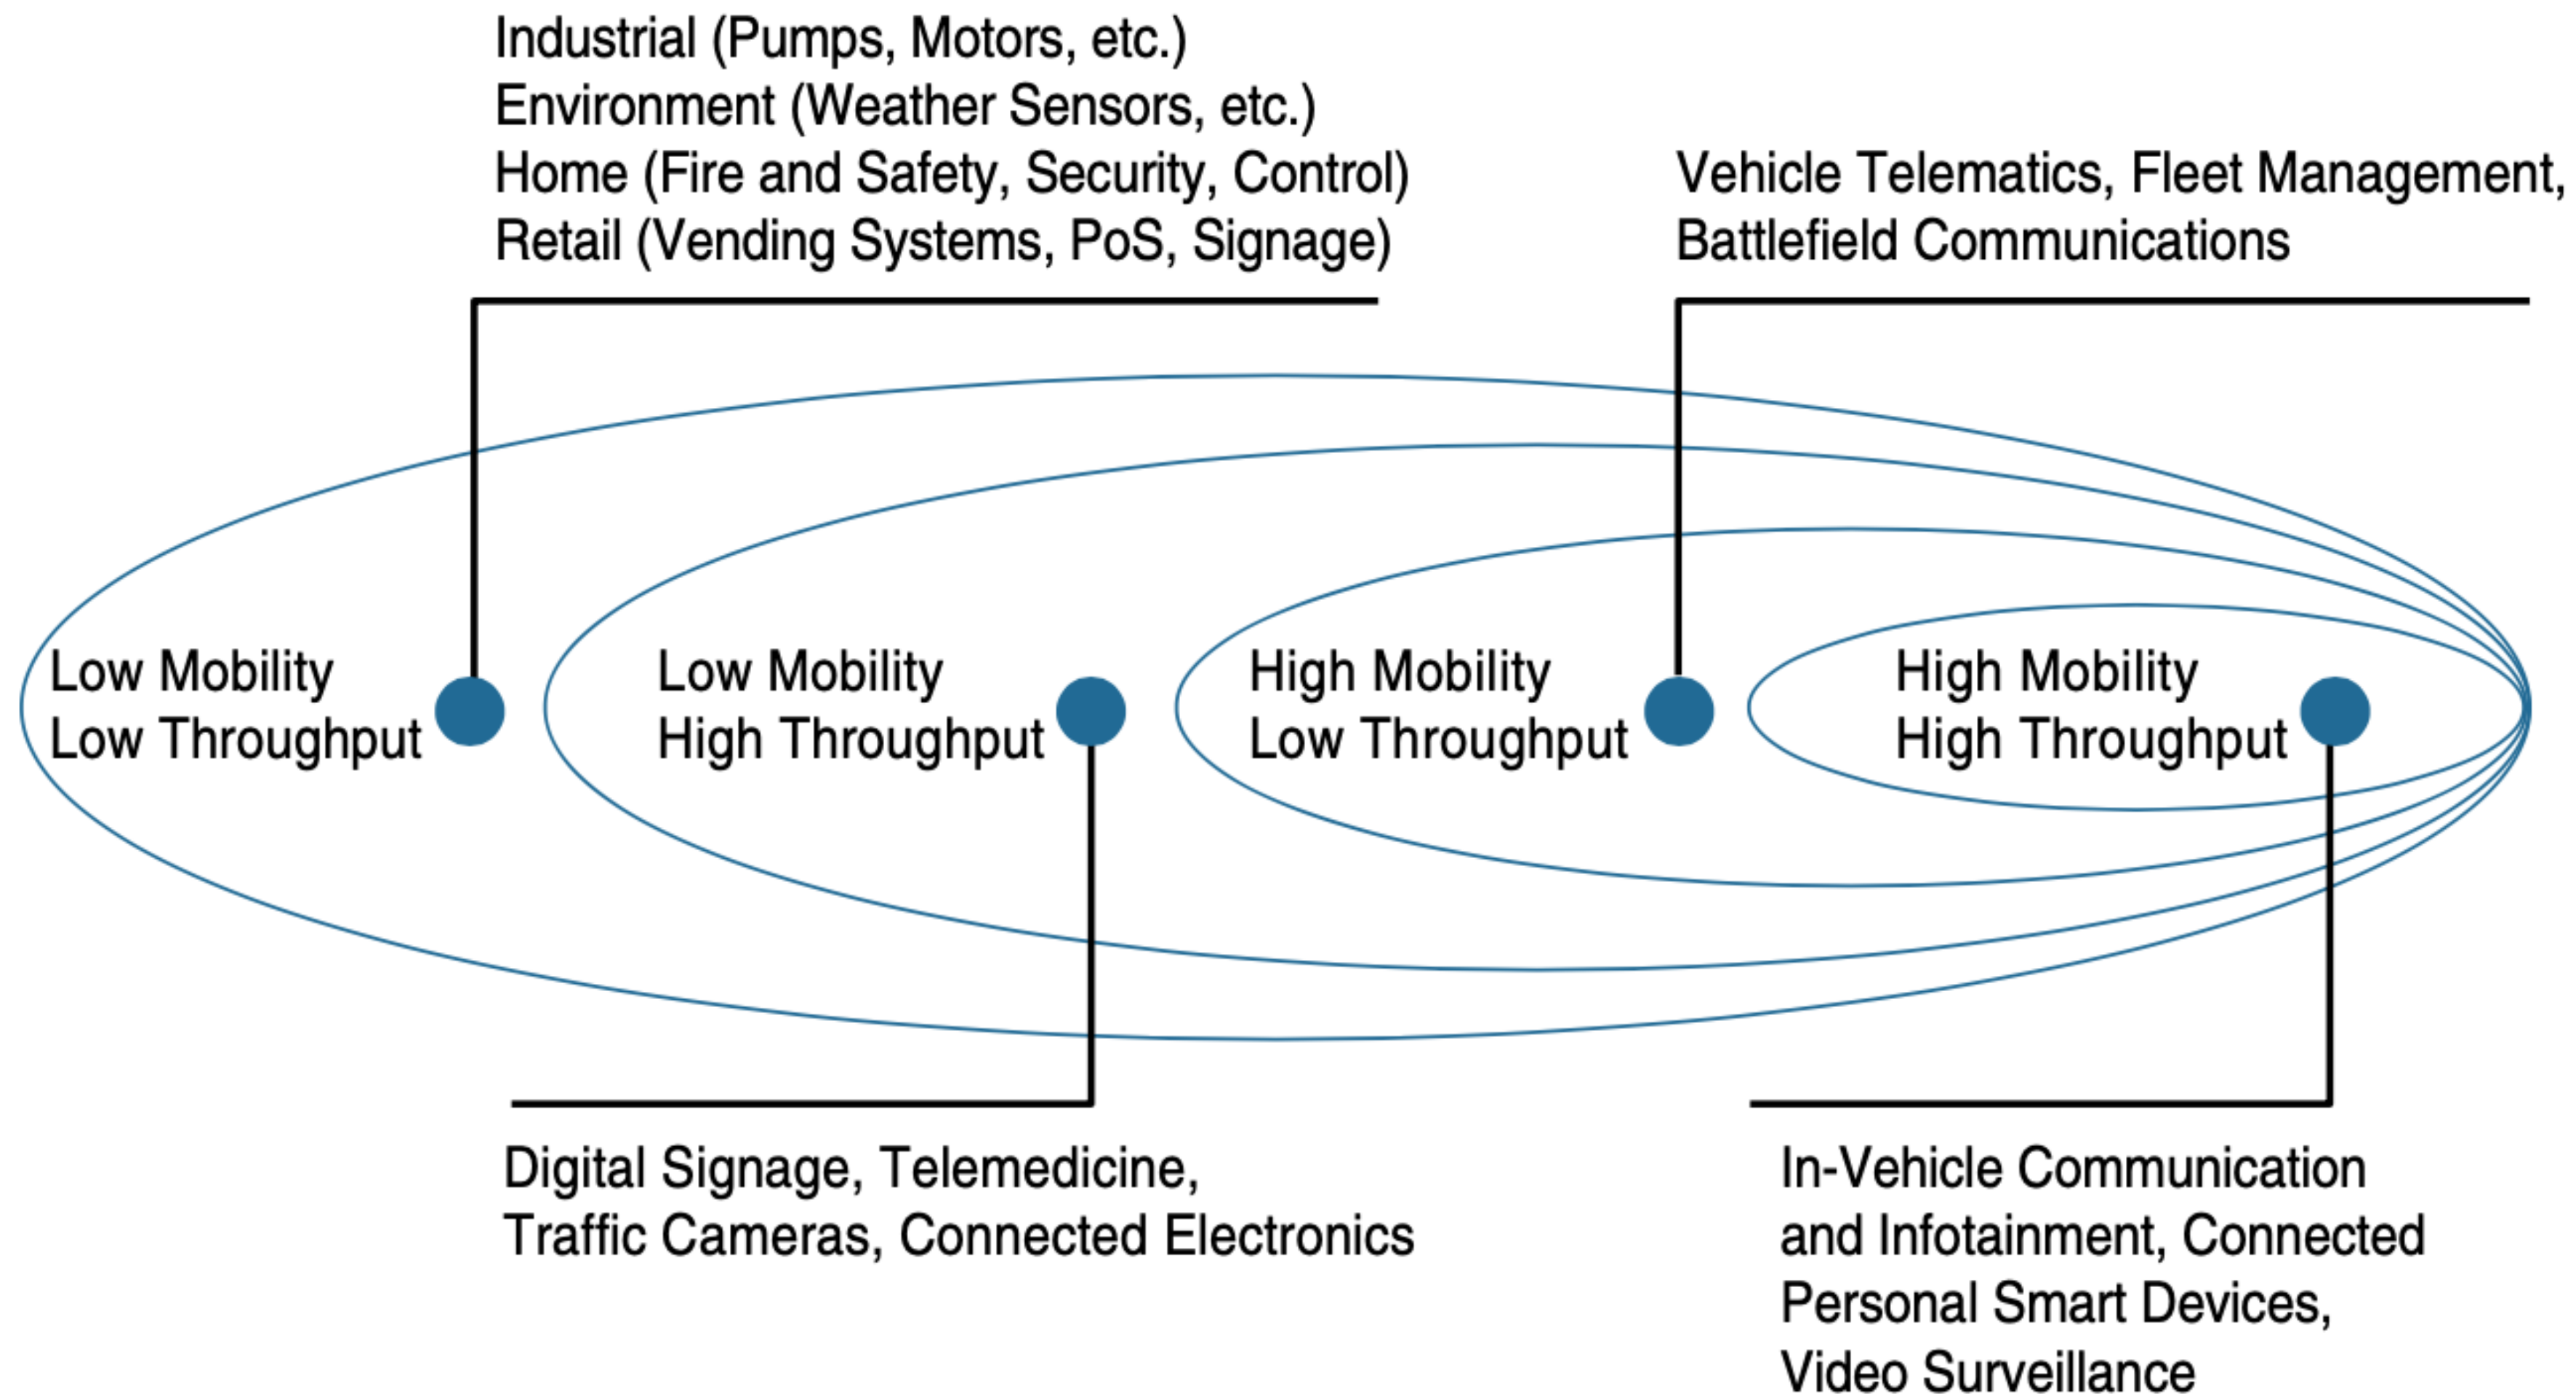 Industrial (Pumps, Motors, etc.)
Environment (Weather Sensors, etc.)
Home (Fire and Safety, Security, Control)
Retail (Vending Systems, PoS, Signage)
Vehicle Telematics, Fleet Management,
Battlefield Communications
Low Mobility
Low Throughput
Low Mobility
High Throughput
High Mobility
Low Throughput
High Mobility
High Throughput
Digital Signage, Telemedicine,
Traffic Cameras, Connected Electronics
In-Vehicle Communication
and Infotainment, Connected
Personal Smart Devices,
Video Surveillance